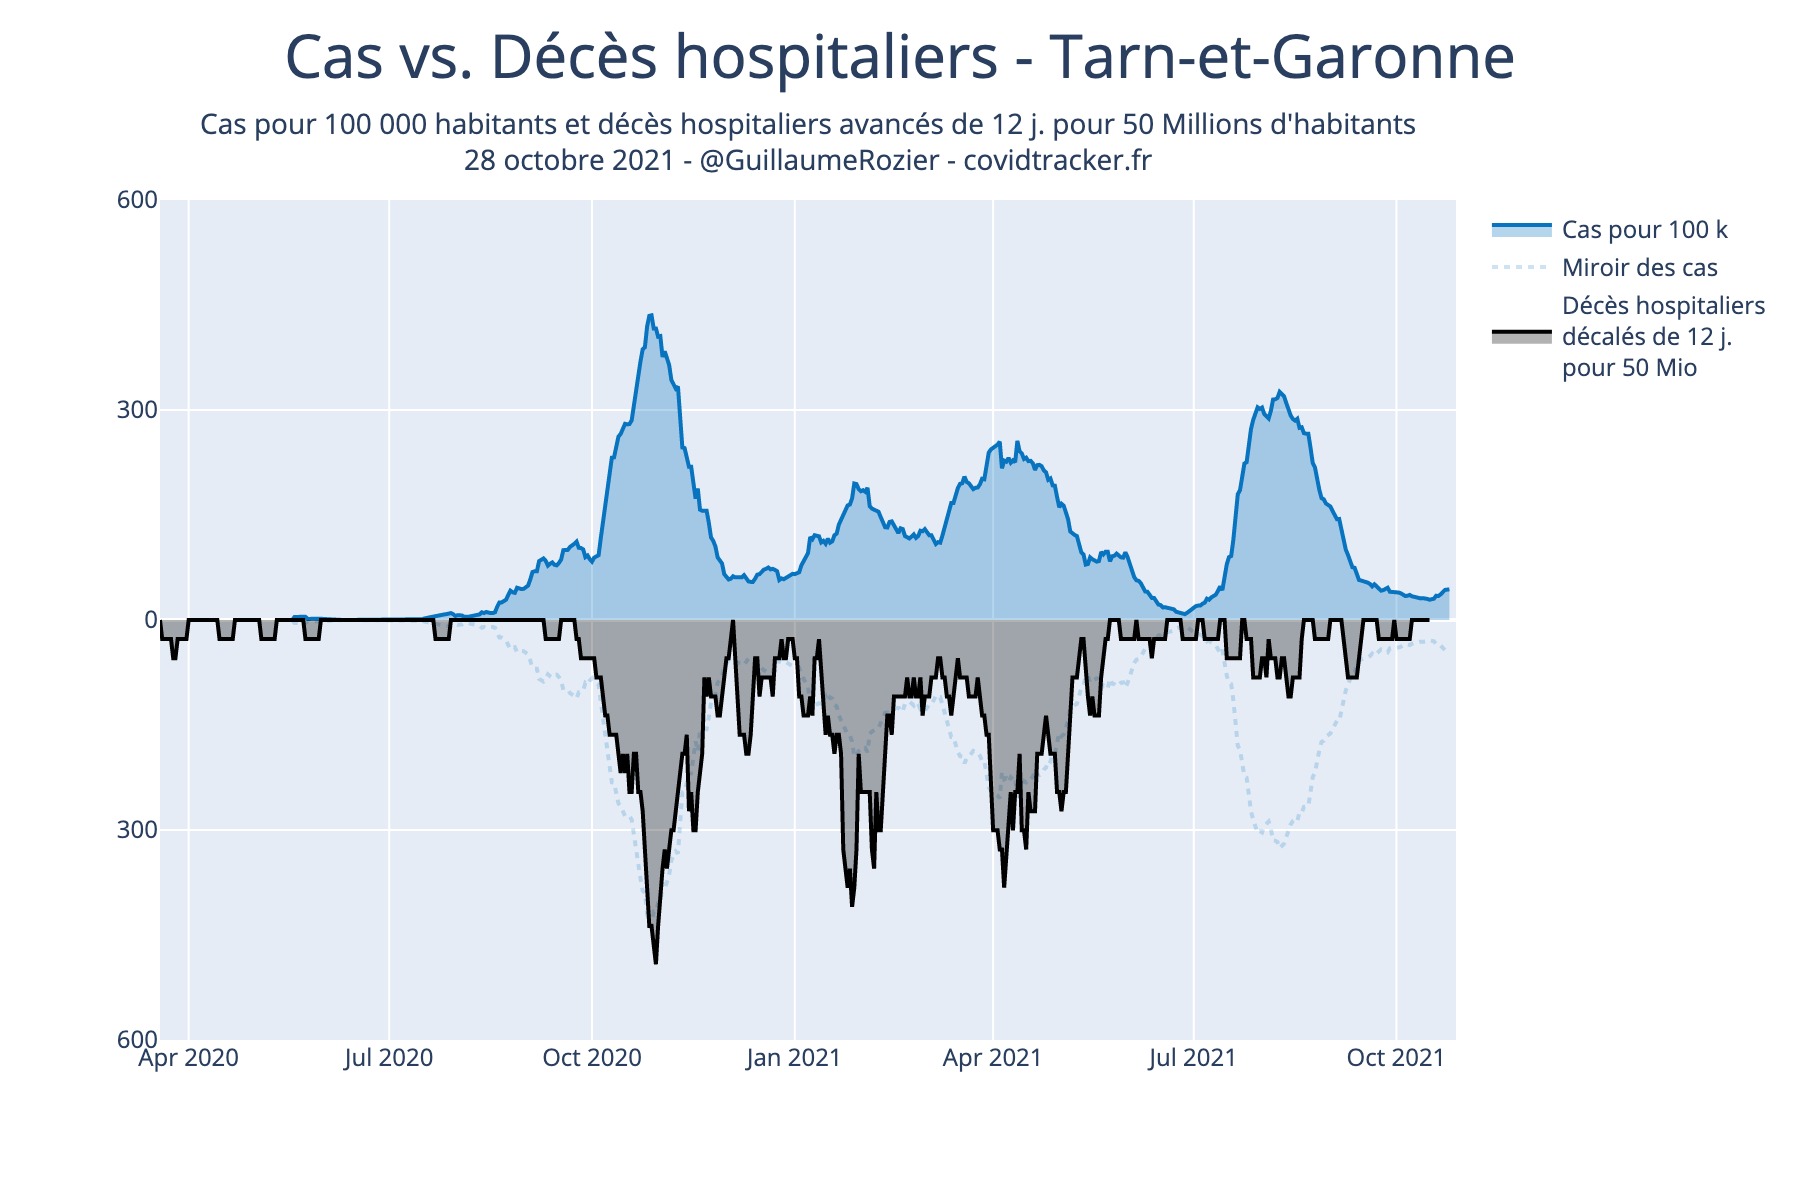 Cas vs. Décès hospitaliers - Tarn-et-Garonne
Cas pour 100 000 habitants et décès hospitaliers avancés de 12 j. pour 50 Millions d'habitants
28 octobre 2021 - @GuillaumeRozier - covidtracker.fr
600
300
0
300
600
Apr 2020
Jul 2020
Oct 2020
Jan 2021
Apr 2021
Jul 2021
Oct 2021
Cas pour 100 k
Miroir des cas
Décès hospitaliers
décalés de 12 j.
pour 50 Mio